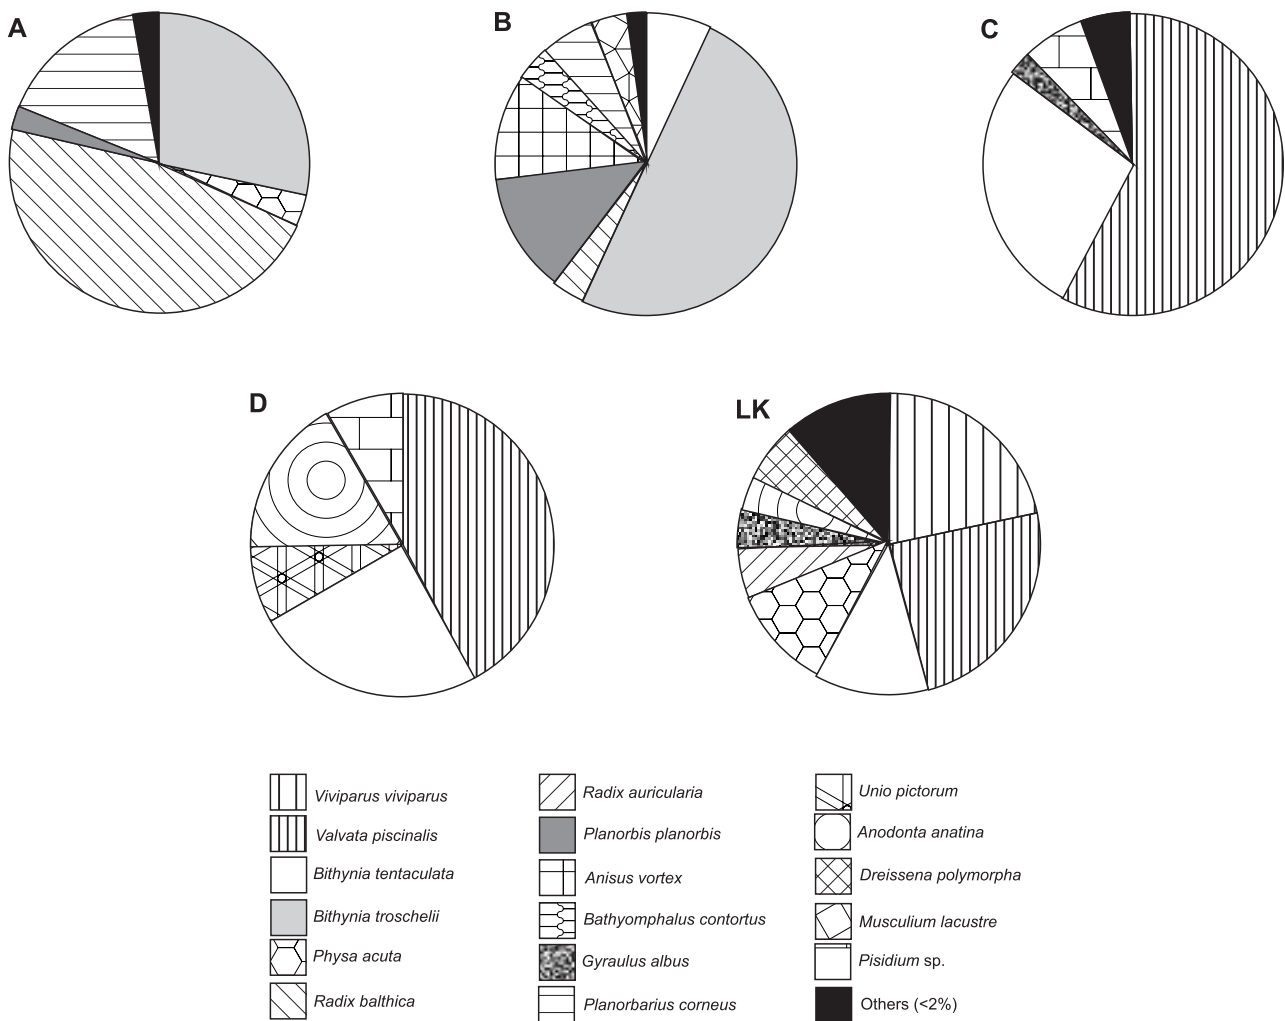 A
B
C
D
LK
Viviparus viviparus
Valvata piscinalis
Bithynia tentaculata
Bithynia troschelii
Physa acuta
Radix balthica
Radix auricularia
Planorbis planorbis
Anisus vortex
Bathyomphalus contortus
Gyraulus albus
Planorbarius corneus
Unio pictorum
Anodonta anatina
Dreissena polymorpha
Musculium lacustre
Pisidium sp.
Others (<2%)